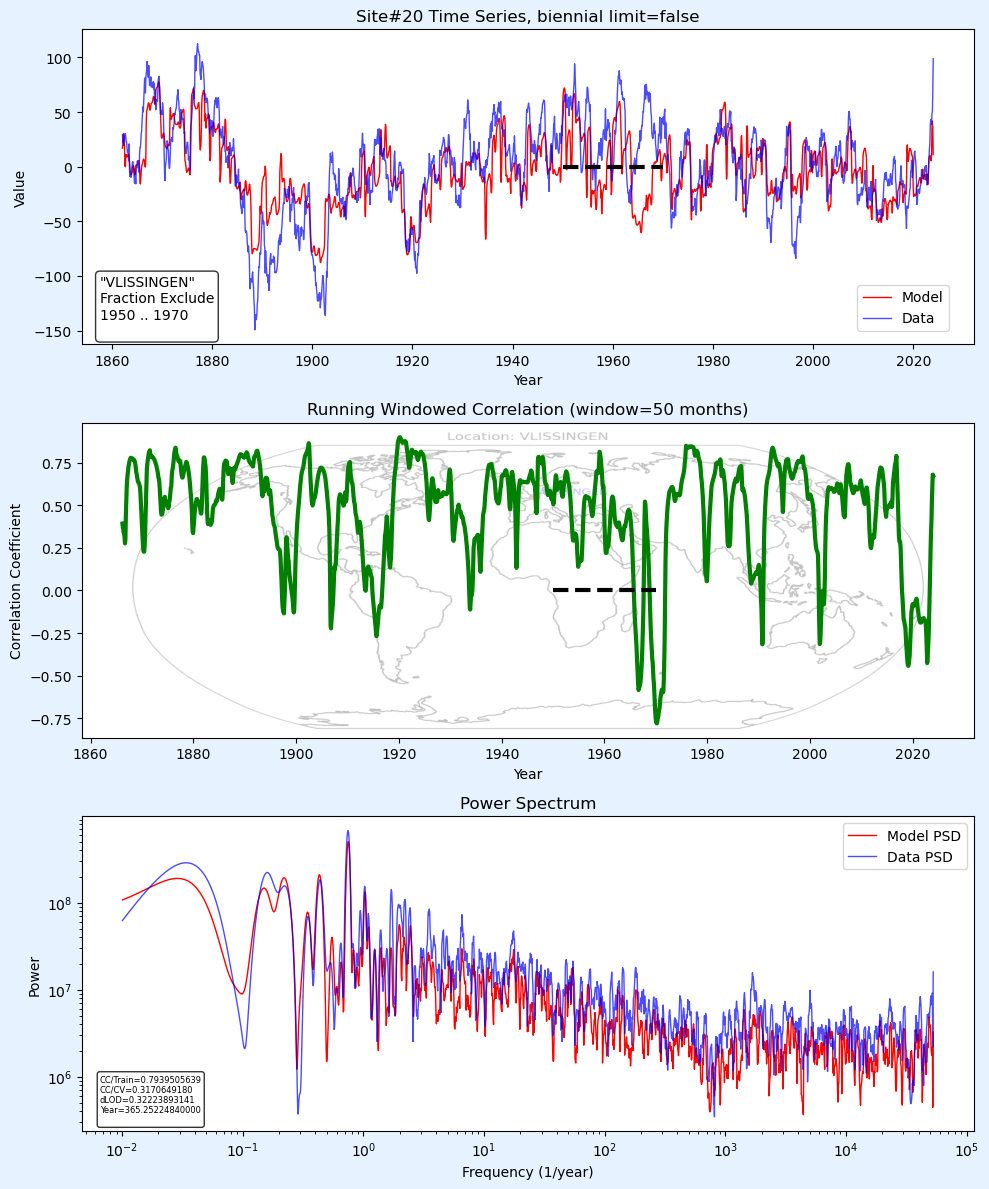 Site#20 Time Series, biennial limit=false
Value
100
50
0
−50
−100
−150
"VLISSINGEN"
Fraction Exclude
1950 .. 1970
Model
Data
1860 1880 1900 1920 1940 1960 1980 2000 2020
Year
Running Windowed Correlation (window=50 months)
Location: VLISSINGEN
Correlation Coefficient
0.75
0.50
0.25
0.00
−0.25
−0.50
−0.75
1860 1880 1900 1920 1940 1960 1980 2000 2020
Year
Power Spectrum
Model PSD
Data PSD
Power
10⁸
10⁷
10⁶
CC/Train=0.7939505639
CC/CV=0.3170649180
dLOD=0.32223893141
Year=365.25224840000
10⁻² 10⁻¹ 10⁰ 10¹ 10² 10³ 10⁴ 10⁵
Frequency (1/year)